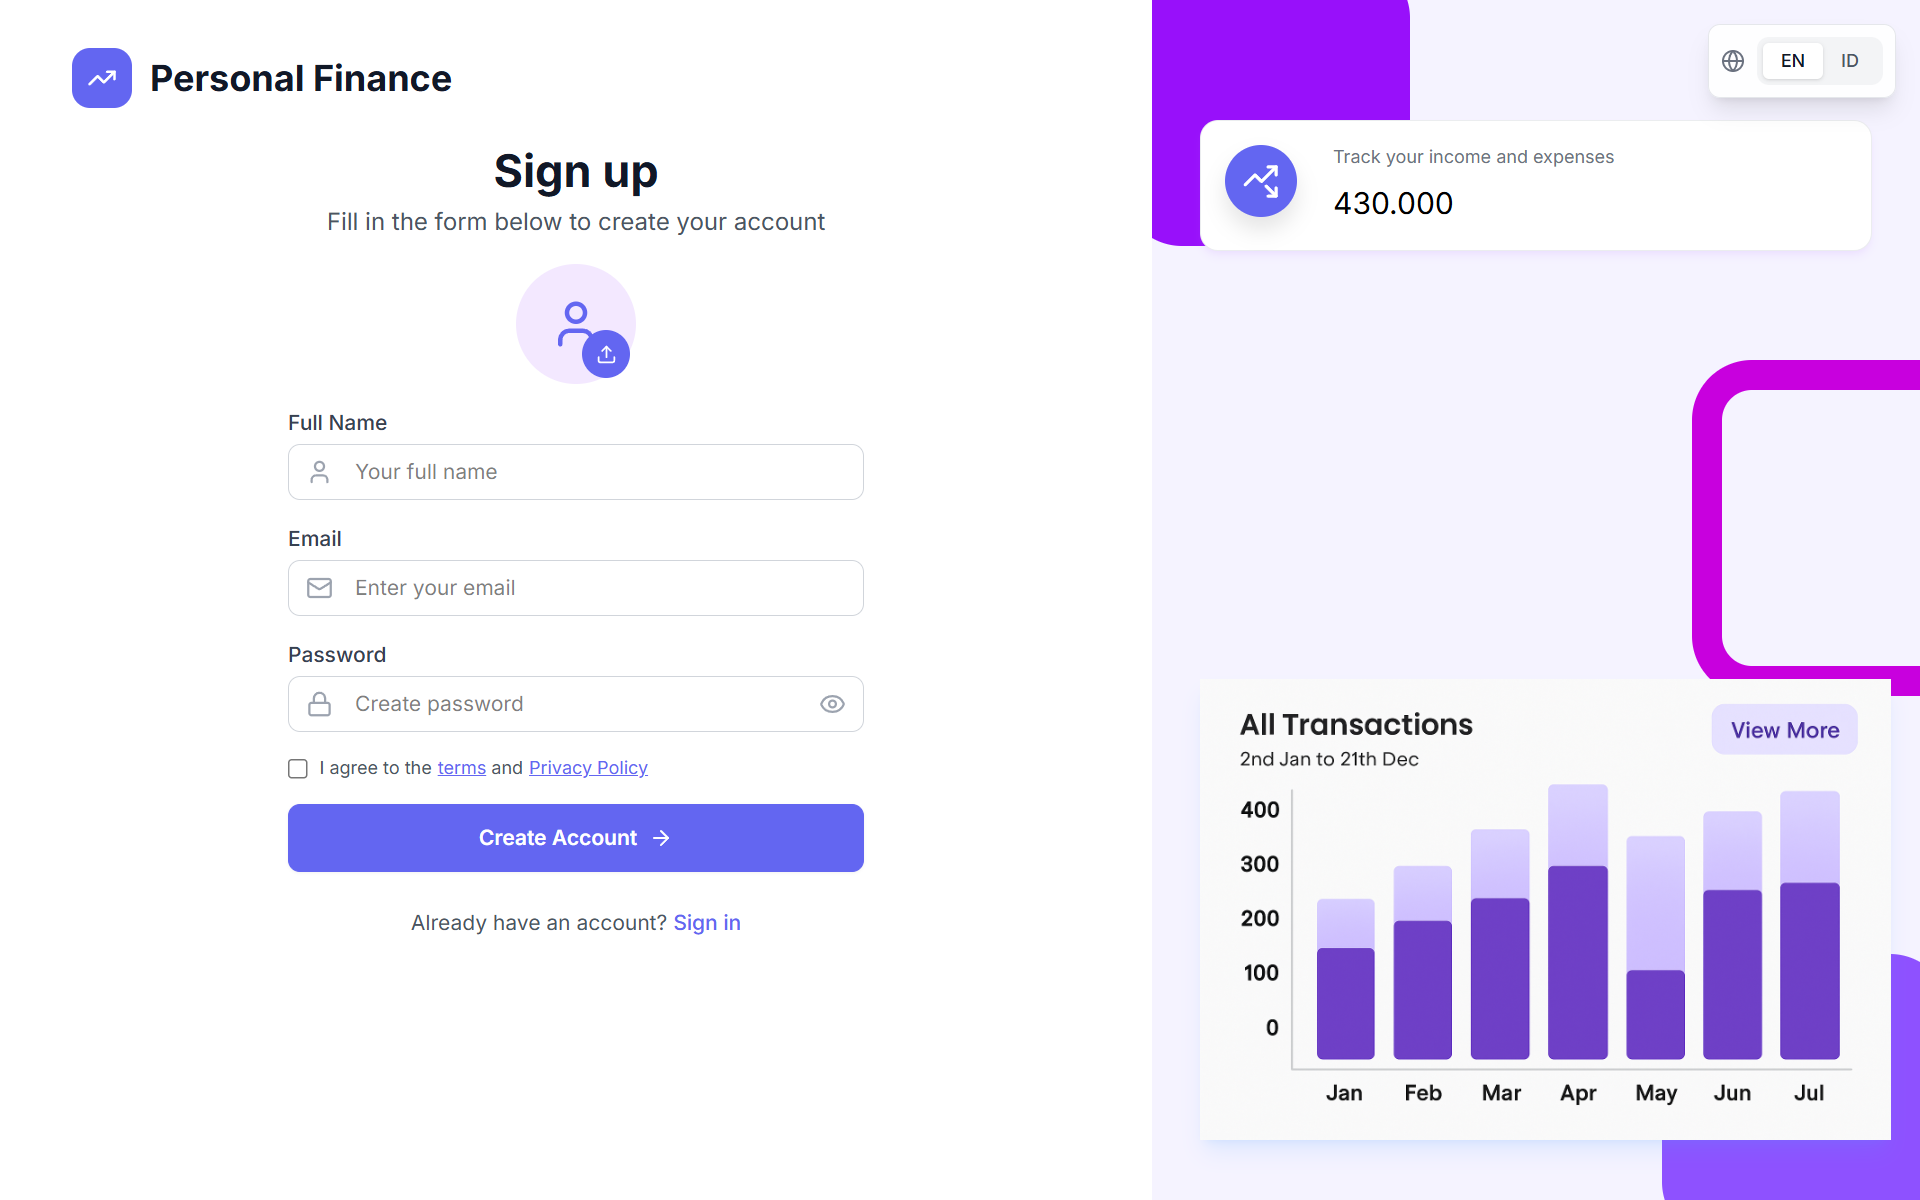 Personal Finance
Sign up
Fill in the form below to create your account
Full Name
Your full name
Email
Enter your email
Password
Create password
I agree to the terms and Privacy Policy
Create Account
Already have an account? Sign in
EN ID
Track your income and expenses
430.000
All Transactions
View More
2nd Jan to 21th Dec
400
300
200
100
0
Jan Feb Mar Apr May Jun Jul